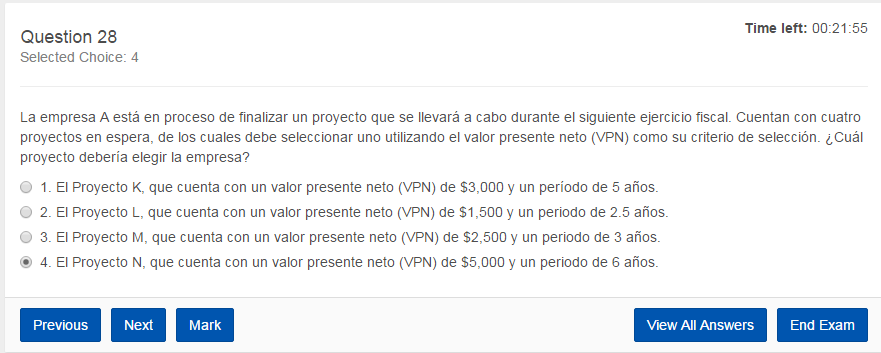 Question 28
Time left: 00:21:55
Selected Choice: 4
La empresa A está en proceso de finalizar un proyecto que se llevará a cabo durante el siguiente ejercicio fiscal. Cuentan con cuatro
proyectos en espera, de los cuales debe seleccionar uno utilizando el valor presente neto (VPN) como su criterio de selección. ¿Cuál
proyecto debería elegir la empresa?
1. El Proyecto K, que cuenta con un valor presente neto (VPN) de $3,000 y un período de 5 años.
2. El Proyecto L, que cuenta con un valor presente neto (VPN) de $1,500 y un periodo de 2.5 años.
3. El Proyecto M, que cuenta con un valor presente neto (VPN) de $2,500 y un periodo de 3 años.
4. El Proyecto N, que cuenta con un valor presente neto (VPN) de $5,000 y un periodo de 6 años.
Previous
Next
Mark
View All Answers
End Exam